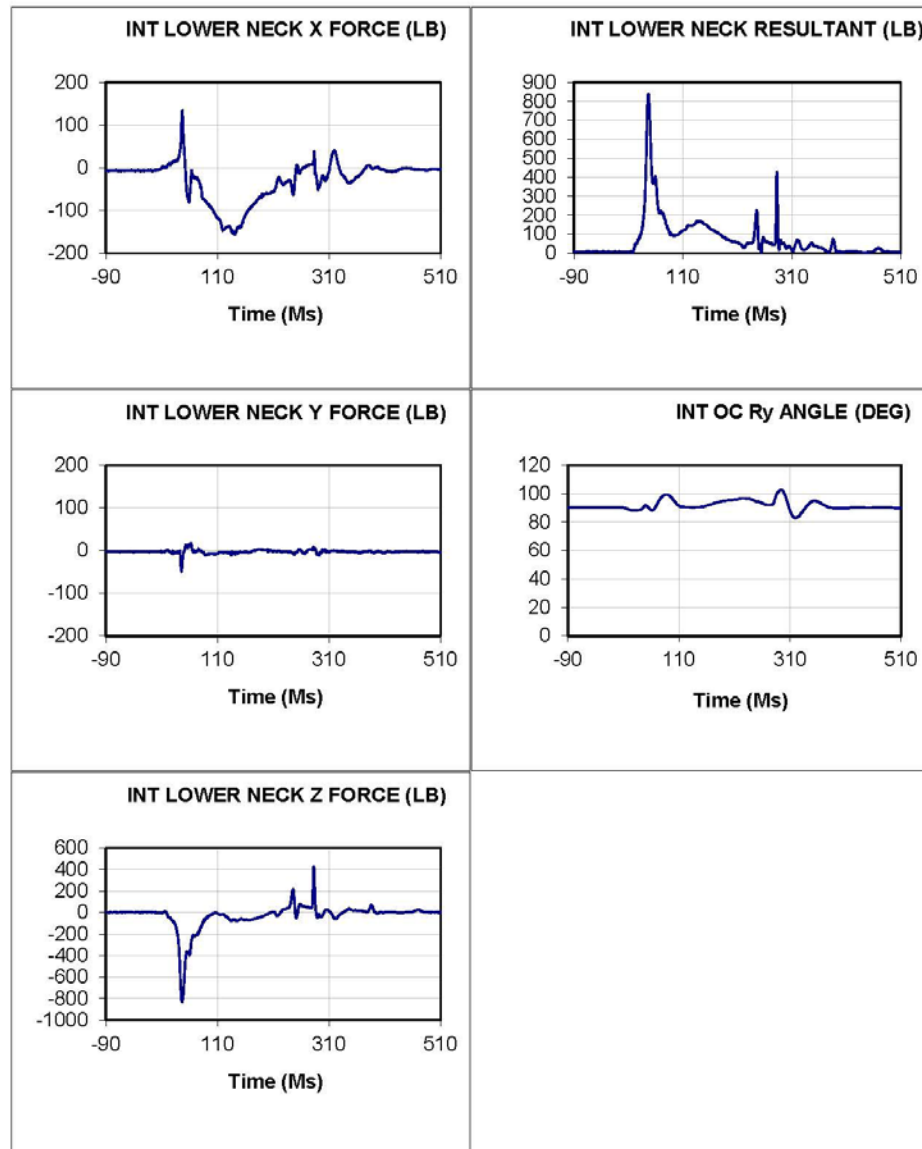 INT LOWER NECK X FORCE (LB)
200
100
0
-100
-200
-90 110 310 510
Time (Ms)
INT LOWER NECK RESULTANT (LB)
900
800
700
600
500
400
300
200
100
0
-90 110 310 510
Time (Ms)
INT LOWER NECK Y FORCE (LB)
200
100
0
-100
-200
-90 110 310 510
Time (Ms)
INT OC Ry ANGLE (DEG)
120
100
80
60
40
20
0
-90 110 310 510
Time (Ms)
INT LOWER NECK Z FORCE (LB)
600
400
200
0
-200
-400
-600
-800
-1000
-90 110 310 510
Time (Ms)